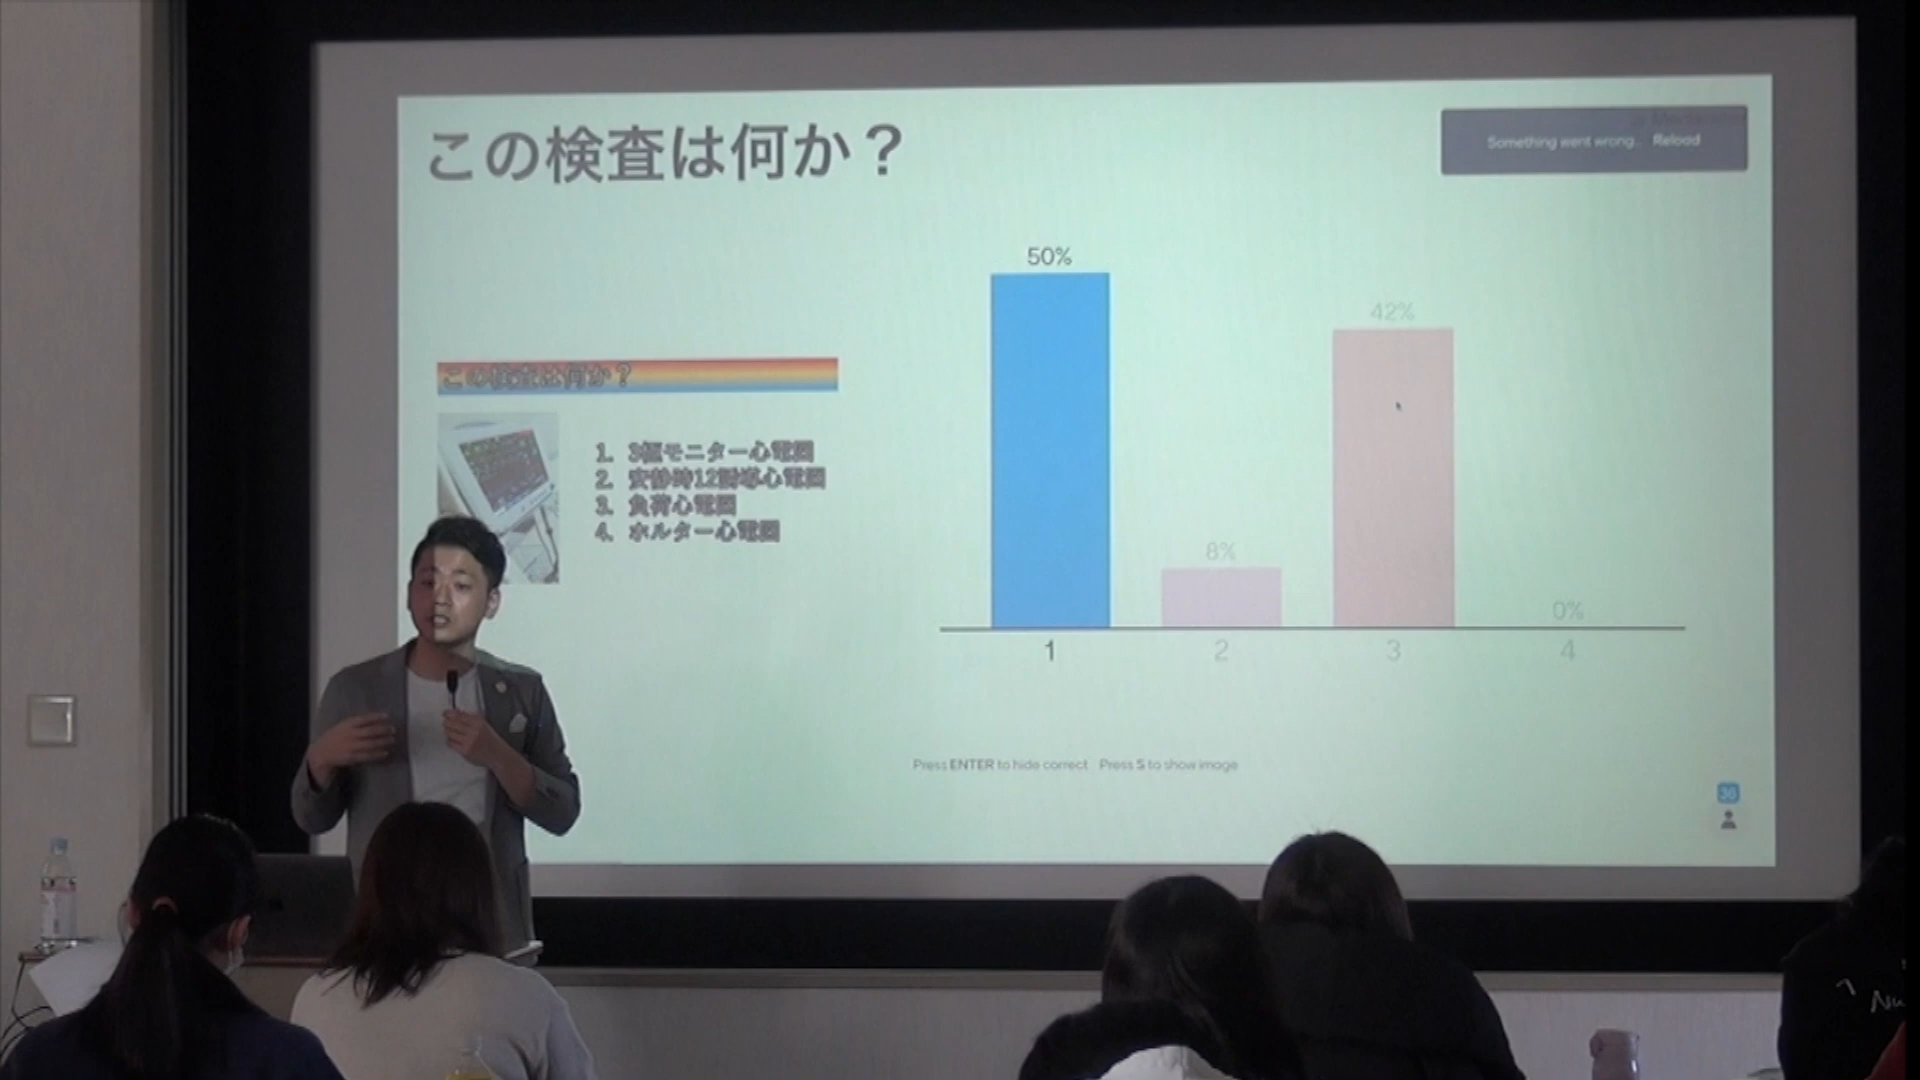 この検査は何か？
Something went wrong... Reload
この検査は何か？
1. 3極モニター心電図
2. 安静時12誘導心電図
3. 負荷心電図
4. ホルター心電図
50%
8%
42%
0%
1
2
3
4
Press ENTER to hide correct Press S to show image
36
Nu